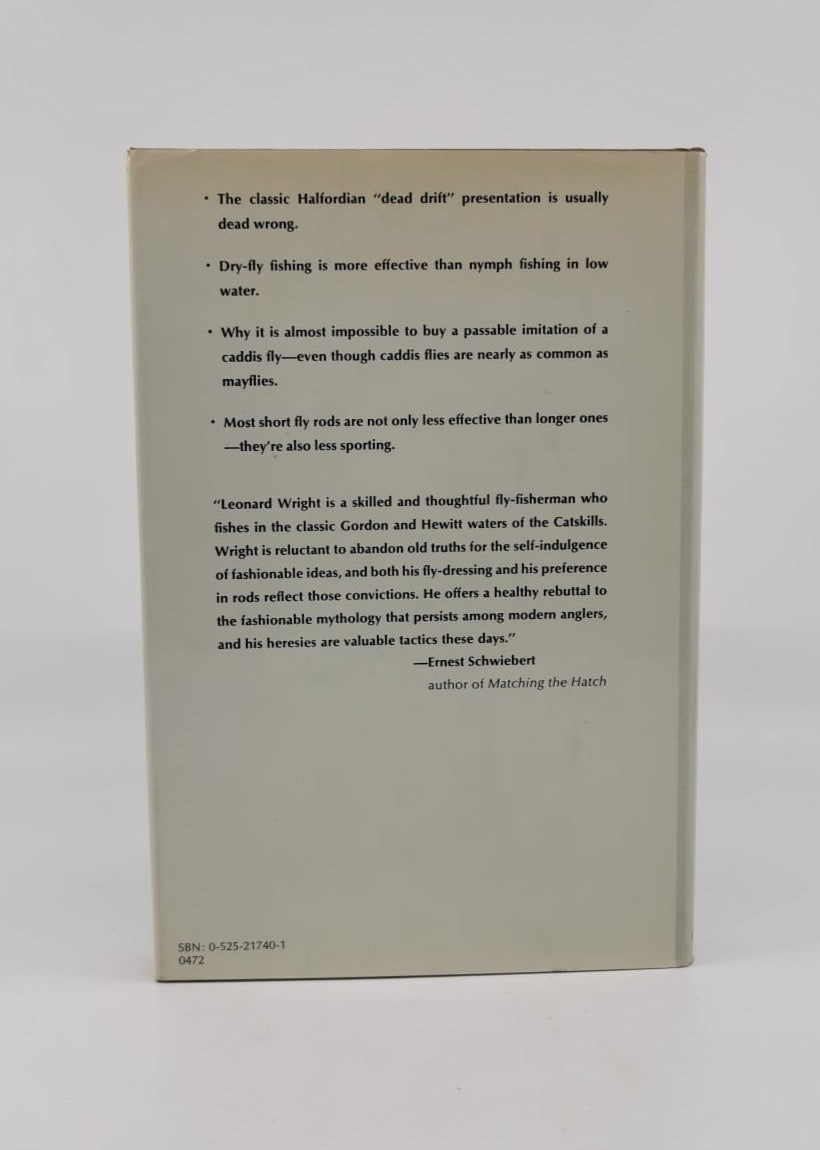 • The classic Halfordian “dead drift” presentation is usually
dead wrong.
• Dry-fly fishing is more effective than nymph fishing in low
water.
• Why it is almost impossible to buy a passable imitation of a
caddis fly—even though caddis flies are nearly as common as
mayflies.
• Most short fly rods are not only less effective than longer ones
—they’re also less sporting.
“Leonard Wright is a skilled and thoughtful fly-fisherman who
fishes in the classic Gordon and Hewitt waters of the Catskills.
Wright is reluctant to abandon old truths for the self-indulgence
of fashionable ideas, and both his fly-dressing and his preference
in rods reflect those convictions. He offers a healthy rebuttal to
the fashionable mythology that persists among modern anglers,
and his heresies are valuable tactics these days.”
—Ernest Schwiebert
author of Matching the Hatch
SBN: 0-525-21740-1
0472